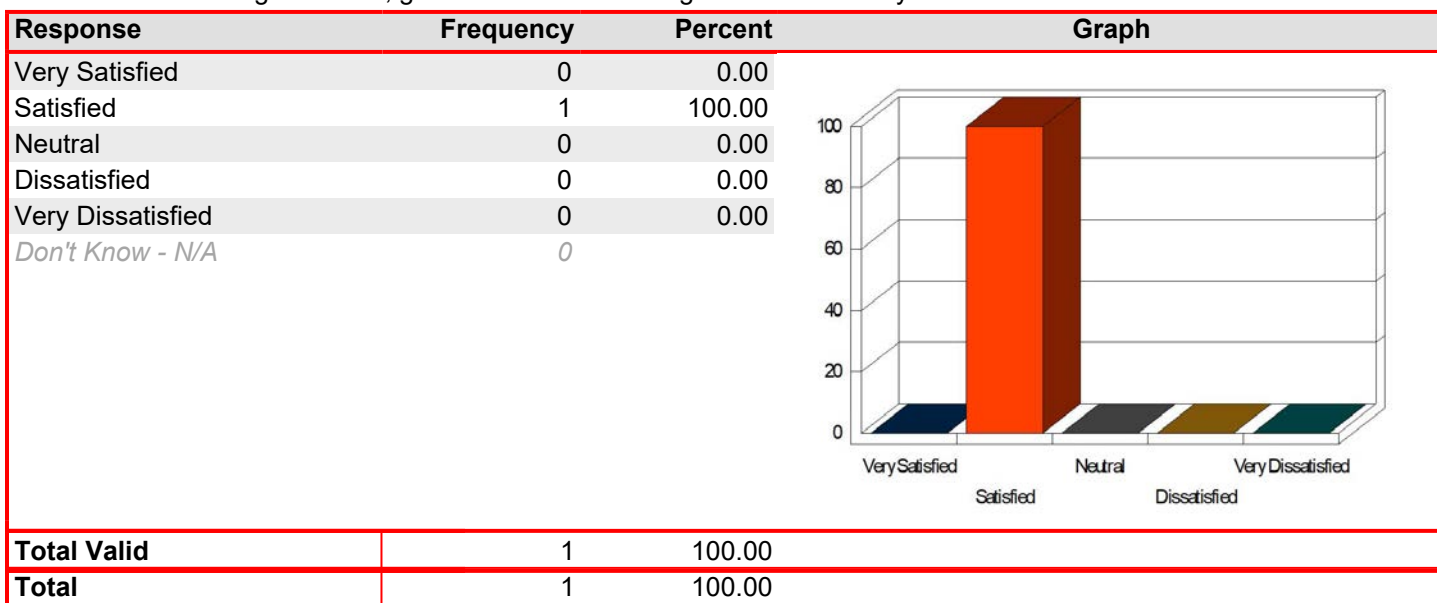 Response Frequency Percent Graph
Very Satisfied 0 0.00
Satisfied 1 100.00
Neutral 0 0.00
Dissatisfied 0 0.00
Very Dissatisfied 0 0.00
Don't Know - N/A 0
100
80
60
40
20
0
Very Satisfied Neutral Very Dissatisfied
Satisfied Dissatisfied
Total Valid 1 100.00
Total 1 100.00